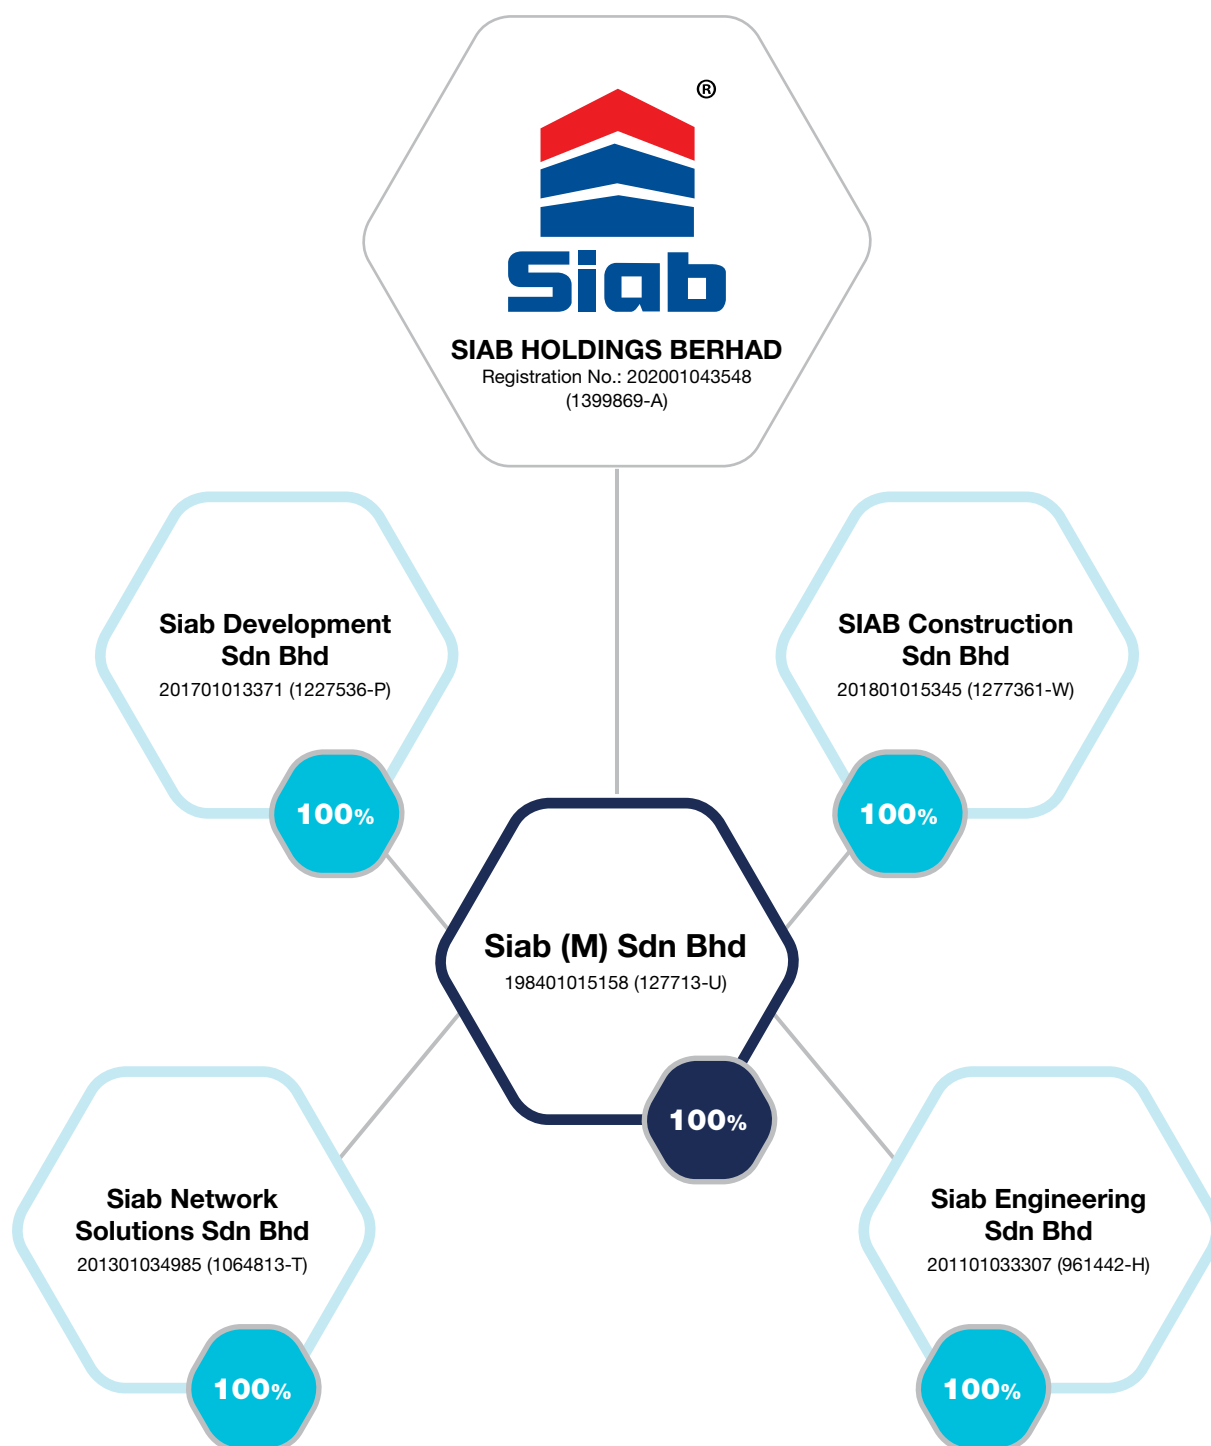 ®
Siab
SIAB HOLDINGS BERHAD
Registration No.: 202001043548
(1399869-A)
Siab Development
Sdn Bhd
201701013371 (1227536-P)
100%
SIAB Construction
Sdn Bhd
201801015345 (1277361-W)
100%
Siab (M) Sdn Bhd
198401015158 (127713-U)
100%
Siab Network
Solutions Sdn Bhd
201301034985 (1064813-T)
100%
Siab Engineering
Sdn Bhd
201101033307 (961442-H)
100%